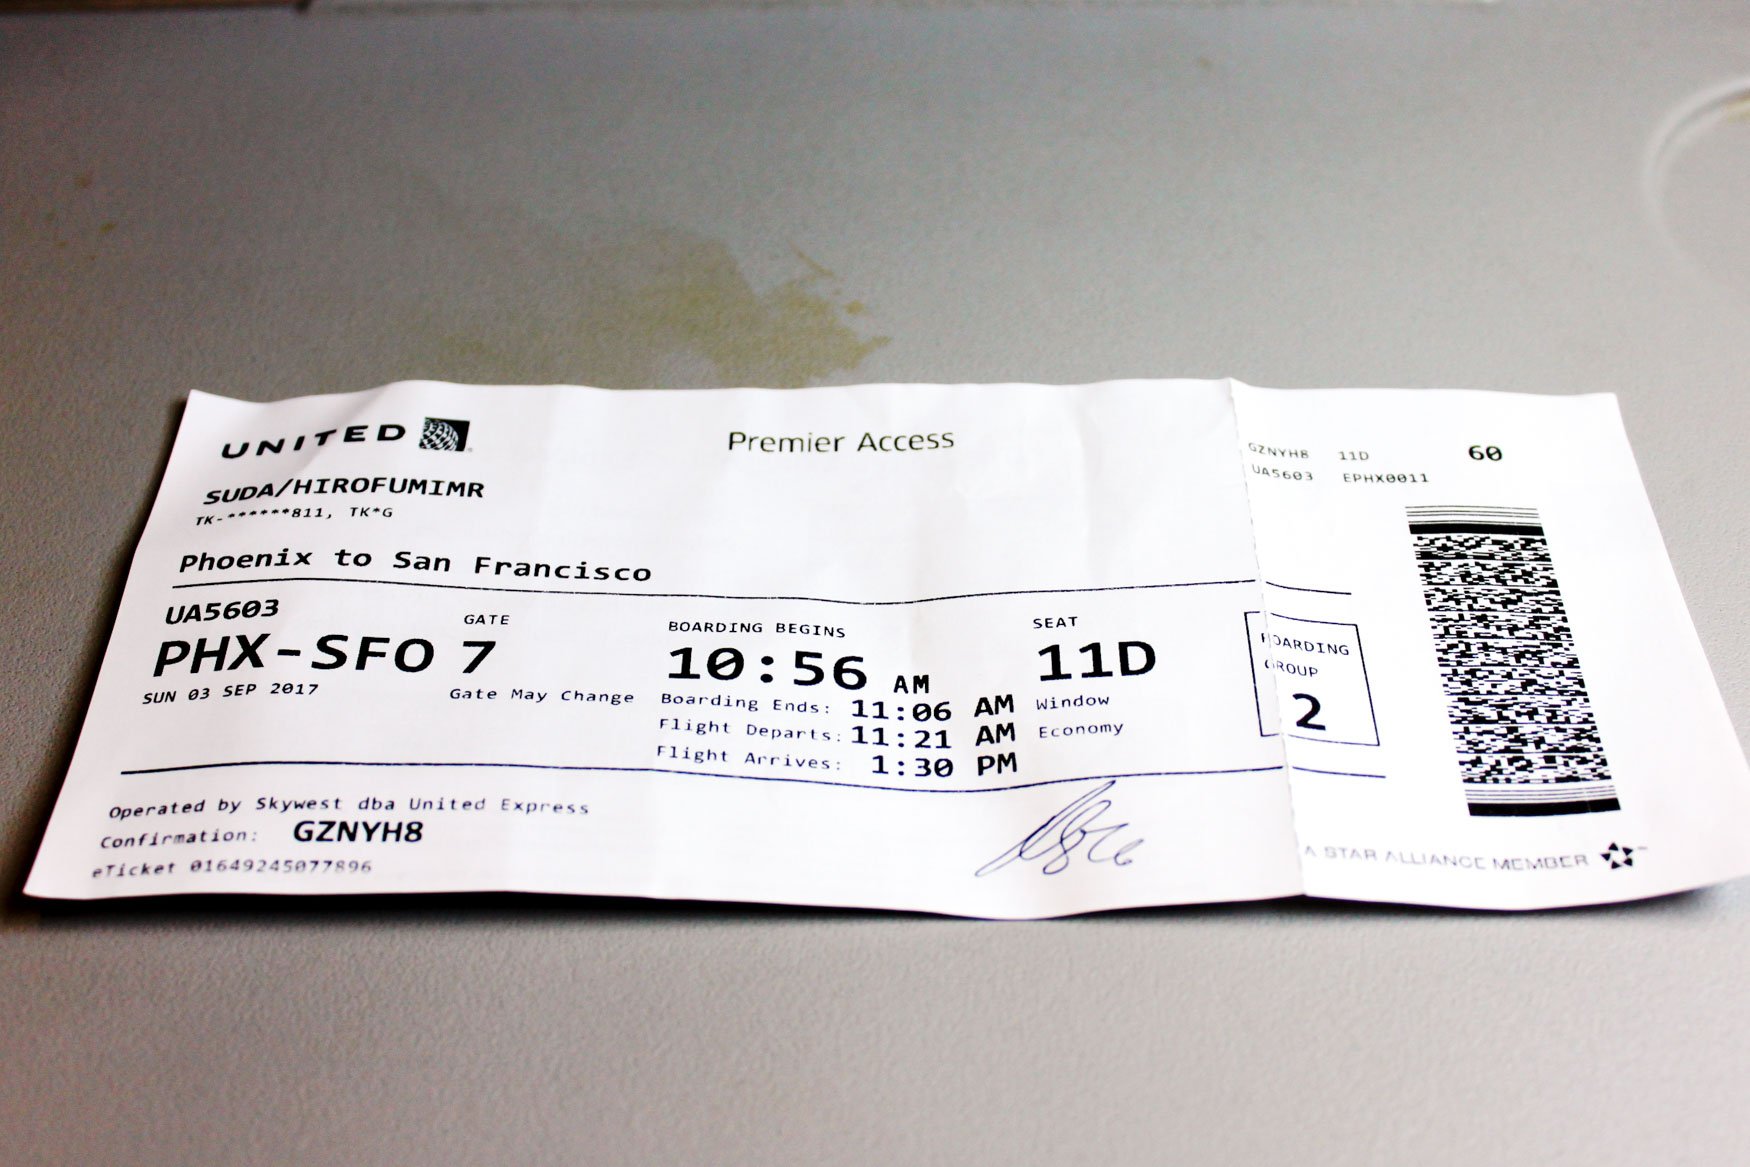 UNITED
Premier Access
SUDA/HIROFUMIMR
TK-******811, TK*G
Phoenix to San Francisco
UA5603
PHX-SFO
SUN 03 SEP 2017
GATE
7
Gate May Change
BOARDING BEGINS
10:56 AM
Boarding Ends: 11:06 AM
Flight Departs: 11:21 AM
Flight Arrives: 1:30 PM
SEAT
11D
Window
Economy
Operated by Skywest dba United Express
Confirmation: GZNYH8
eTicket 01649245077896
GZNYH8 11D 60
UA5603 EPHX0011
BOARDING
GROUP
2
A STAR ALLIANCE MEMBER